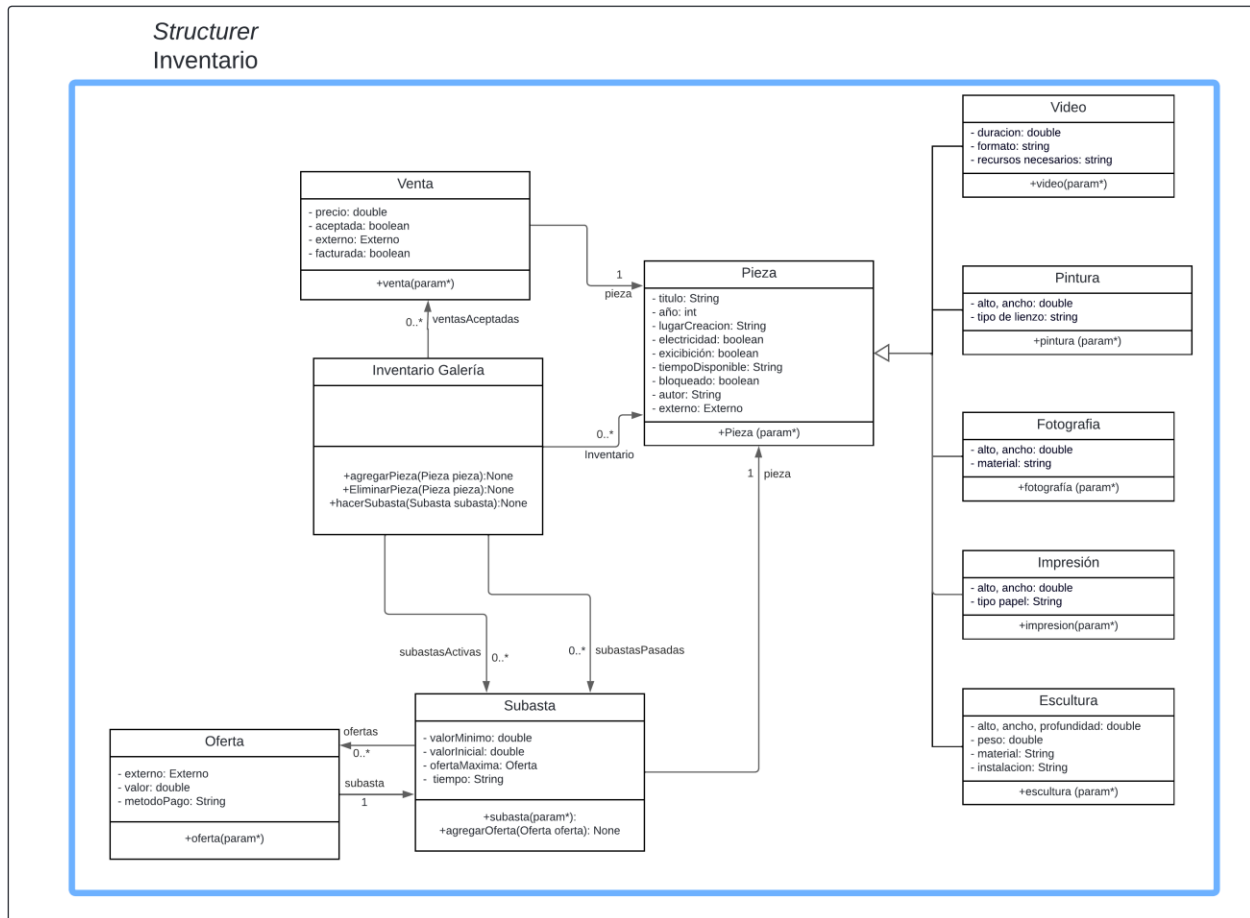 Structurer
Inventario
Venta
- precio: double
- aceptada: boolean
- externo: Externo
- facturada: boolean
+venta(param*)
0..*
ventasAceptadas
1
pieza
Inventario Galería
+agregarPieza(Pieza pieza):None
+EliminarPieza(Pieza pieza):None
+hacerSubasta(Subasta subasta):None
0..*
Inventario
Pieza
- titulo: String
- año: int
- lugarCreacion: String
- electricidad: boolean
- exicibición: boolean
- tiempoDisponible: String
- bloqueado: boolean
- autor: String
- externo: Externo
+Pieza (param*)
1
pieza
subastasActivas
0..*
0..*
subastasPasadas
Subasta
- valorMinimo: double
- valorInicial: double
- ofertaMaxima: Oferta
- tiempo: String
+subasta(param*):
+agregarOferta(Oferta oferta): None
ofertas
0..*
subasta
1
Oferta
- externo: Externo
- valor: double
- metodoPago: String
+oferta(param*)
Video
- duracion: double
- formato: string
- recursos necesarios: string
+video(param*)
Pintura
- alto, ancho: double
- tipo de lienzo: string
+pintura (param*)
Fotografia
- alto, ancho: double
- material: string
+fotografía (param*)
Impresión
- alto, ancho: double
- tipo papel: String
+impresion(param*)
Escultura
- alto, ancho, profundidad: double
- peso: double
- material: String
- instalacion: String
+escultura (param*)